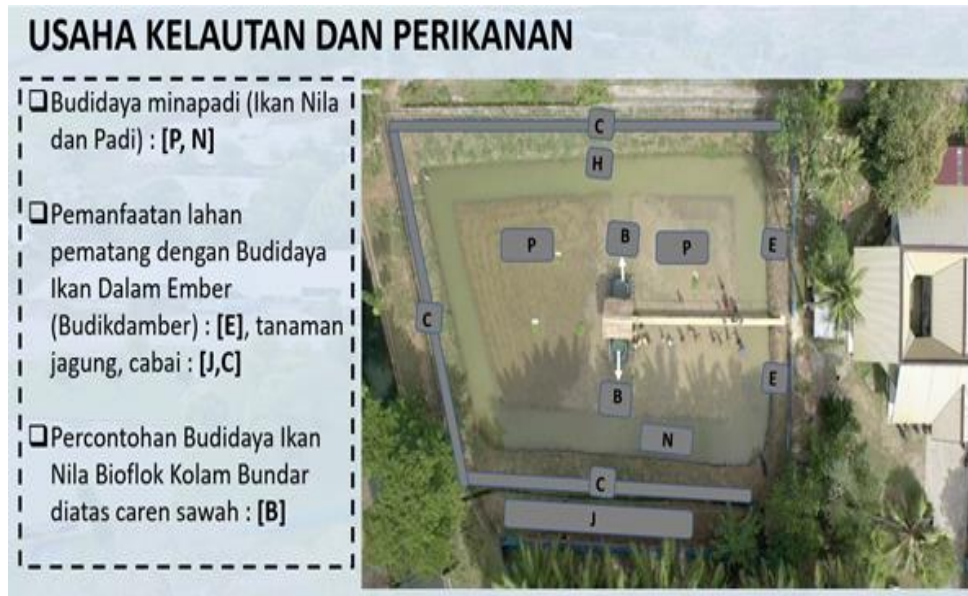 USAHA KELAUTAN DAN PERIKANAN
❑Budidaya minapadi (Ikan Nila
dan Padi) : [P, N]
❑Pemanfaatan lahan
pematang dengan Budidaya
Ikan Dalam Ember
(Budikdamber) : [E], tanaman
jagung, cabai : [J,C]
❑Percontohan Budidaya Ikan
Nila Bioflok Kolam Bundar
diatas caren sawah : [B]
C
H
P
B
P
E
C
E
B
N
C
J